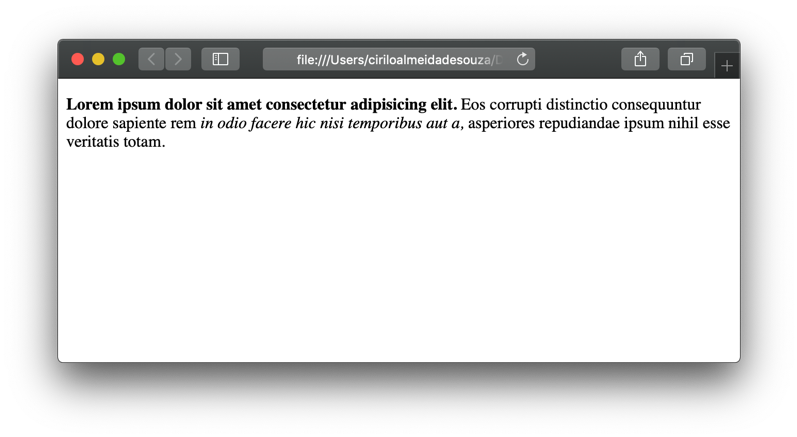 file:///Users/ciriloalmeidadesouza/D
Lorem ipsum dolor sit amet consectetur adipisicing elit. Eos corrupti distinctio consequuntur
dolore sapiente rem in odio facere hic nisi temporibus aut a, asperiores repudiandae ipsum nihil esse
veritatis totam.